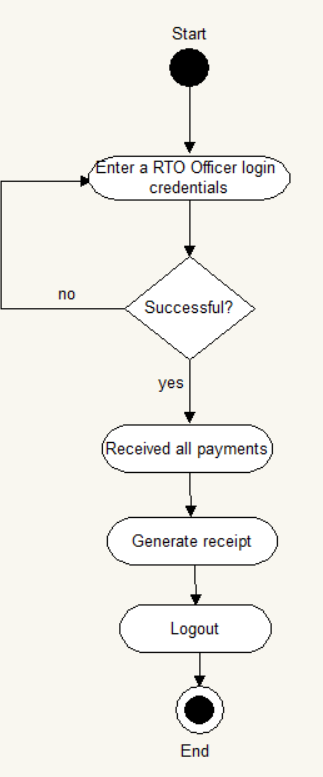 Start
Enter a RTO Officer login
credentials
no
Successful?
yes
Received all payments
Generate receipt
Logout
End